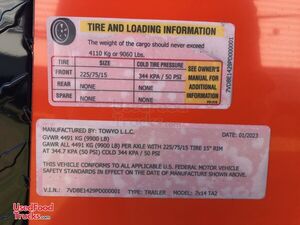 TIRE AND LOADING INFORMATION
The weight of the cargo should never exceed
4110 Kg or 9060 Lbs.
TIRE SIZE COLD TIRE PRESSURE
FRONT 225/75/15 344 KPA / 50 PSI
REAR None None
SPARE None None
SEE OWNER'S
MANUAL FOR
ADDITIONAL
INFORMATION
7VDBE1429PD000001
MANUFACTURED BY: TOWYO L.L.C. DATE 01/2023
GVWR 4491 KG (9900 LB)
GAWR 4491 KG (9900 LB) PER AXLE WITH 225/75/15 TIRE 15" RIM
AT 344.7 KPA (50 PSI) COLD 344 KPA / 50 PSI
THIS VEHICLE CONFORMS TO ALL APPLICABLE U.S. FEDERAL MOTOR VEHICLE
SAFETY STANDARDS IN EFFECT ON THE DATE OF MANUFACTURE SHOWN ABOVE.
V.I.N.: 7VDBE1429PD000001 TYPE: TRAILER MODEL: 7x14 TA2